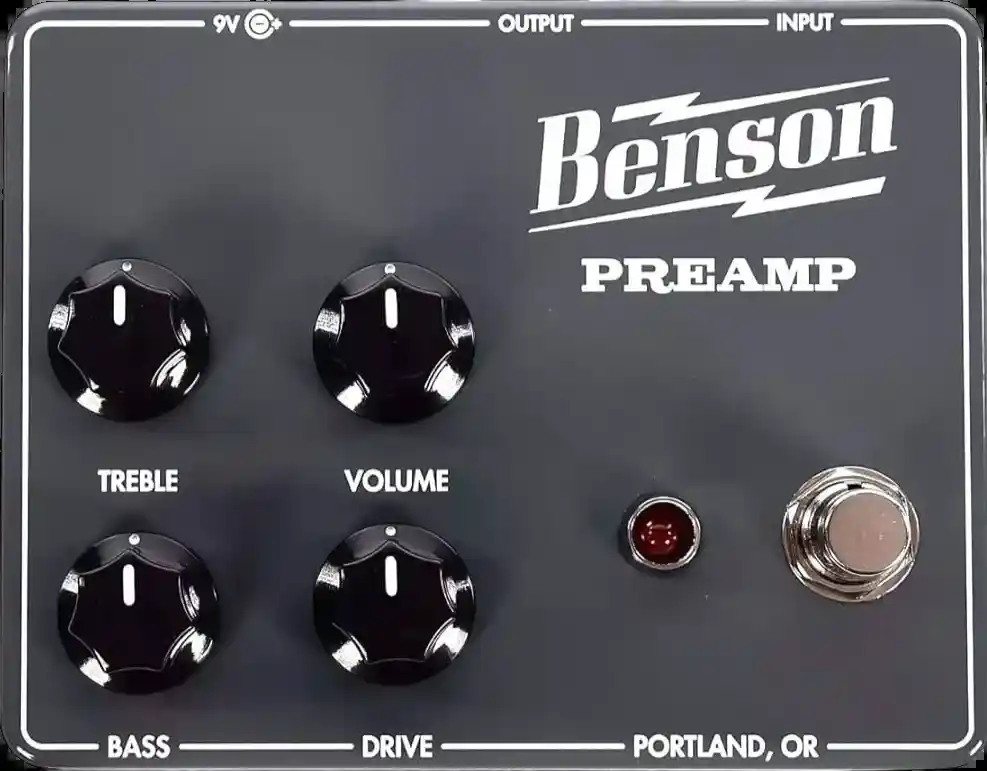 9V
OUTPUT
INPUT
Benson
PREAMP
TREBLE
VOLUME
BASS
DRIVE
PORTLAND, OR